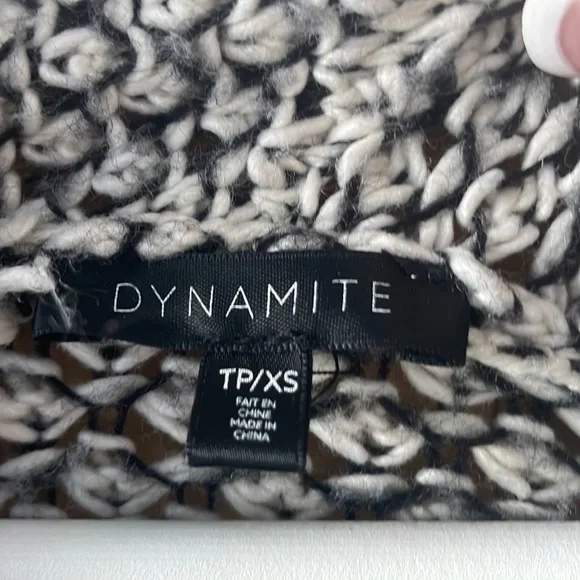 DYNAMITE
TP/XS
FAIT EN
CHINE
MADE IN
CHINA